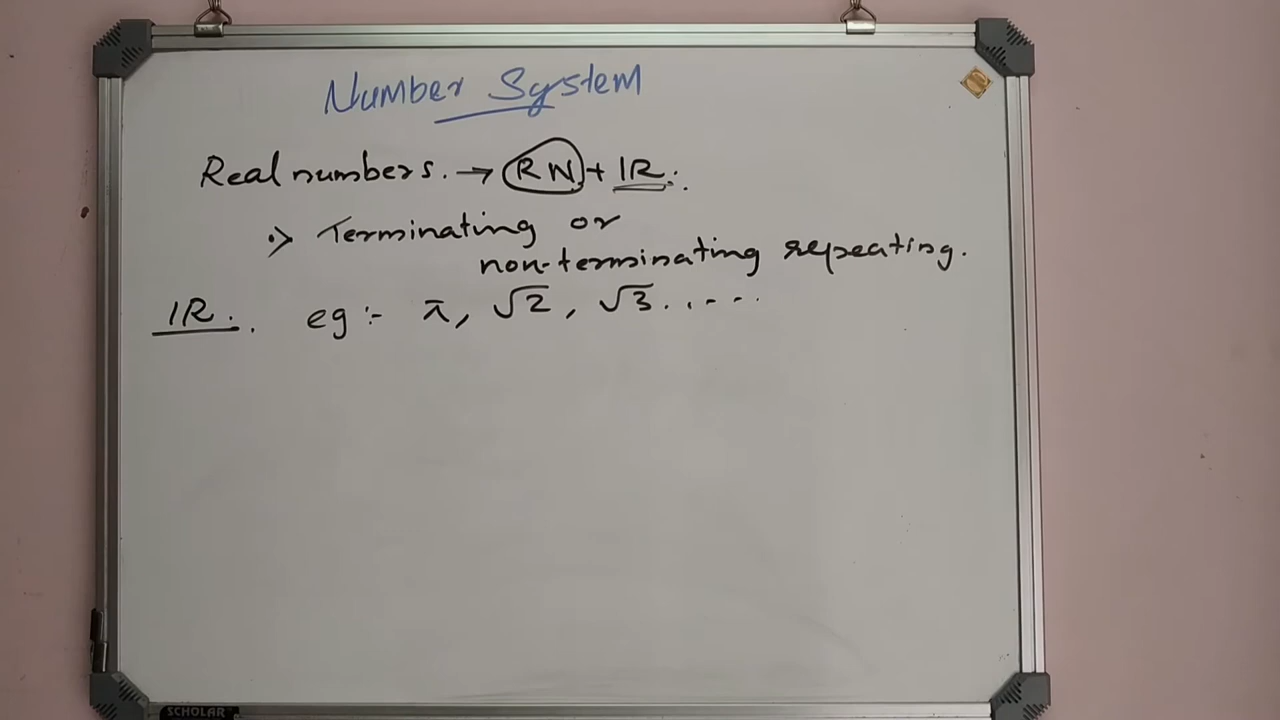 Number System
Real numbers. → RN + IR.
:> Terminating or
non-terminating repeating.
IR. eg :- π, √2, √3.....
SCHOLAR